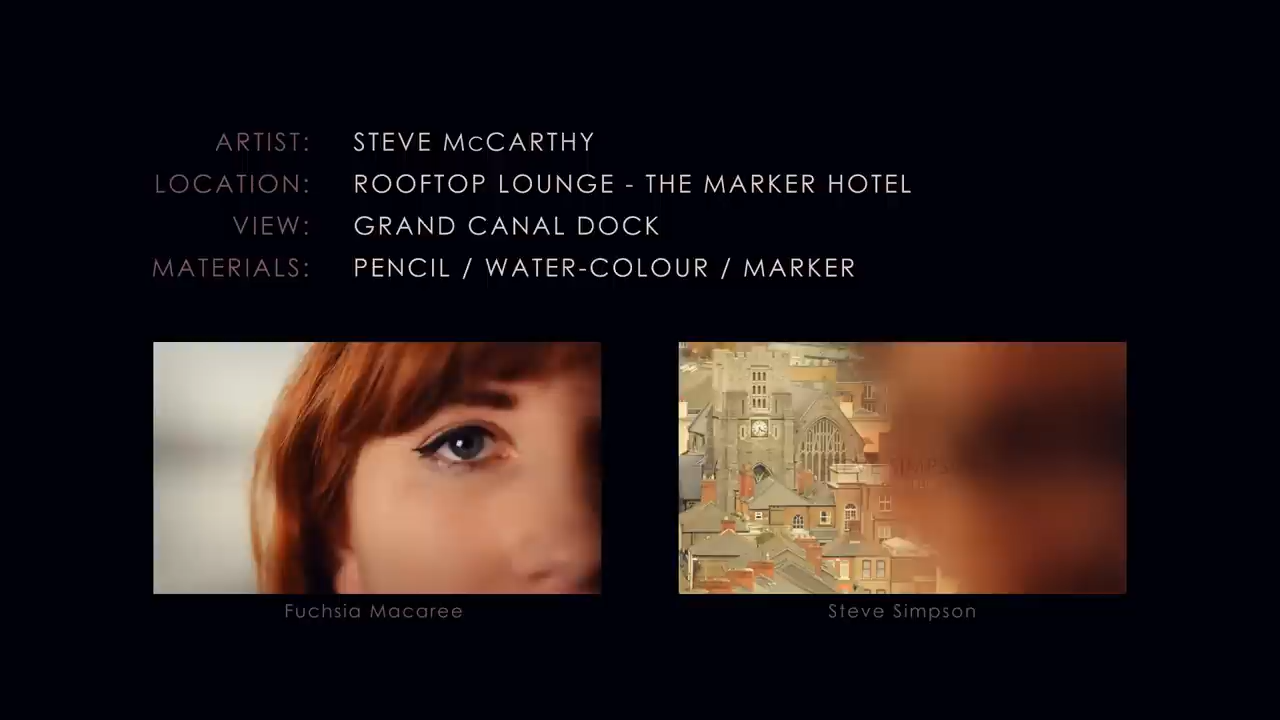 ARTIST: STEVE McCARTHY
LOCATION: ROOFTOP LOUNGE - THE MARKER HOTEL
VIEW: GRAND CANAL DOCK
MATERIALS: PENCIL / WATER-COLOUR / MARKER
Fuchsia Macaree
Steve Simpson